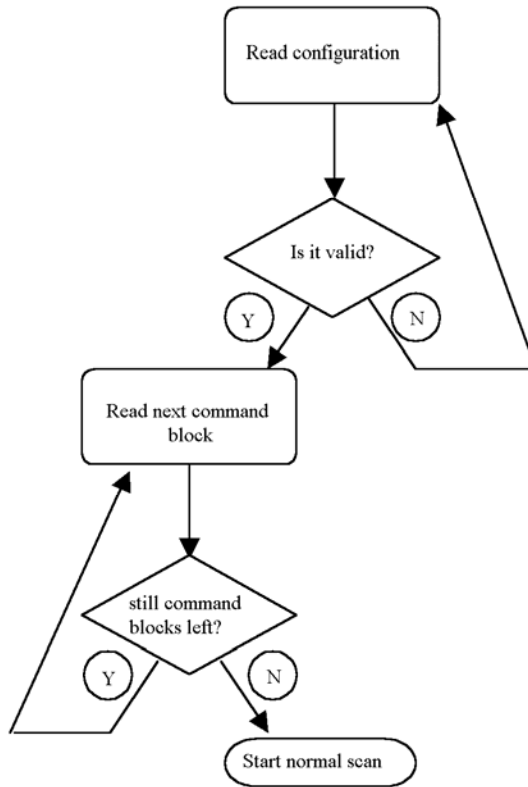 Read configuration
Is it valid?
Y
N
Read next command
block
still command
blocks left?
Y
N
Start normal scan